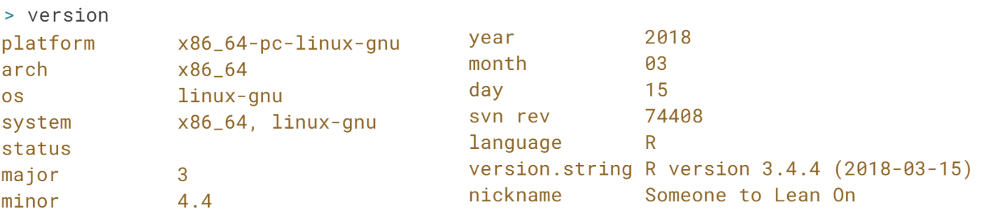 > version
platform x86_64-pc-linux-gnu
arch x86_64
os linux-gnu
system x86_64, linux-gnu
status
major 3
minor 4.4
year 2018
month 03
day 15
svn rev 74408
language R
version.string R version 3.4.4 (2018-03-15)
nickname Someone to Lean On